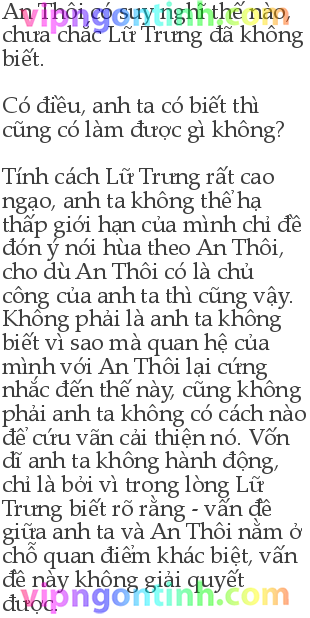 An Thôi có suy nghĩ thế nào,
chưa chắc Lữ Trưng đã không
biết.
Có điều, anh ta có biết thì
cũng có làm được gì không?
Tính cách Lữ Trưng rất cao
ngạo, anh ta không thể hạ
thấp giới hạn của mình chỉ đề
đón ý nói hùa theo An Thôi,
cho dù An Thôi có là chủ
công của anh ta thì cũng vậy.
Không phải là anh ta không
biết vì sao mà quan hệ của
mình với An Thôi lại cứng
nhắc đến thế này, cũng không
phải anh ta không có cách nào
để cứu vãn cải thiện nó. Vốn
dĩ anh ta không hành động,
chỉ là bởi vì trong lòng Lữ
Trưng biết rõ rằng - vấn đề
giữa anh ta và An Thôi nằm ở
chỗ quan điểm khác biệt, vấn
đề này không giải quyết
được.
vipngontinh.com
vipngontinh.com